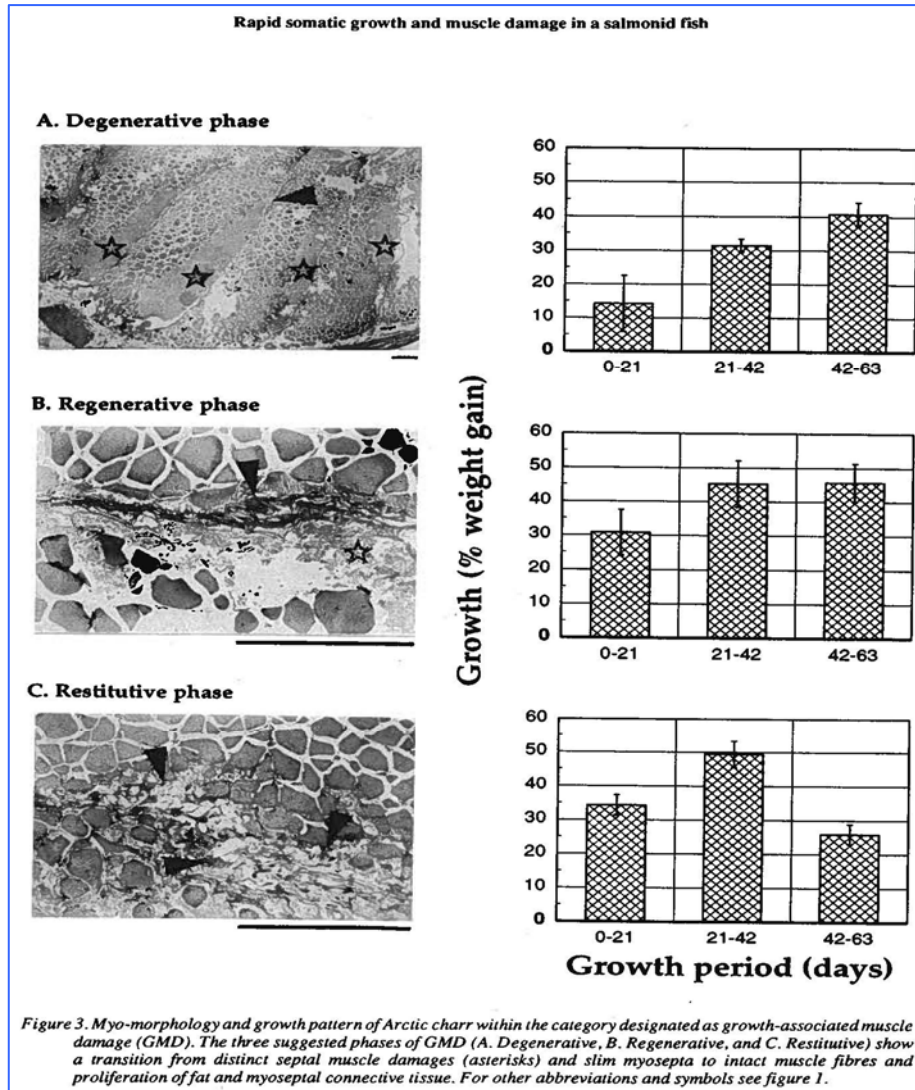 Rapid somatic growth and muscle damage in a salmonid fish
A. Degenerative phase
60
50
40
30
20
10
0
0-21 21-42 42-63
B. Regenerative phase
60
50
40
30
20
10
0
0-21 21-42 42-63
C. Restitutive phase
60
50
40
30
20
10
0
0-21 21-42 42-63
Growth (% weight gain)
Growth period (days)
Figure 3. Myo-morphology and growth pattern of Arctic charr within the category designated as growth-associated muscle
damage (GMD). The three suggested phases of GMD (A. Degenerative, B. Regenerative, and C. Restitutive) show
a transition from distinct septal muscle damages (asterisks) and slim myosepta to intact muscle fibres and
proliferation of fat and myoseptal connective tissue. For other abbreviations and symbols see figure 1.